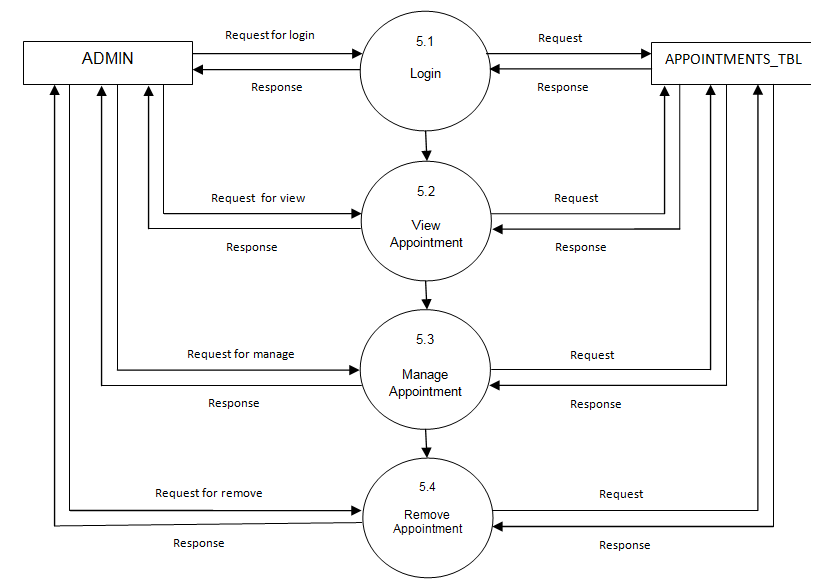 Request for login
5.1
Request
ADMIN
Login
APPOINTMENTS_TBL
Response
Response
5.2
Request for view
Request
View
Appointment
Response
Response
5.3
Request for manage
Request
Manage
Appointment
Response
Response
5.4
Request for remove
Request
Remove
Appointment
Response
Response